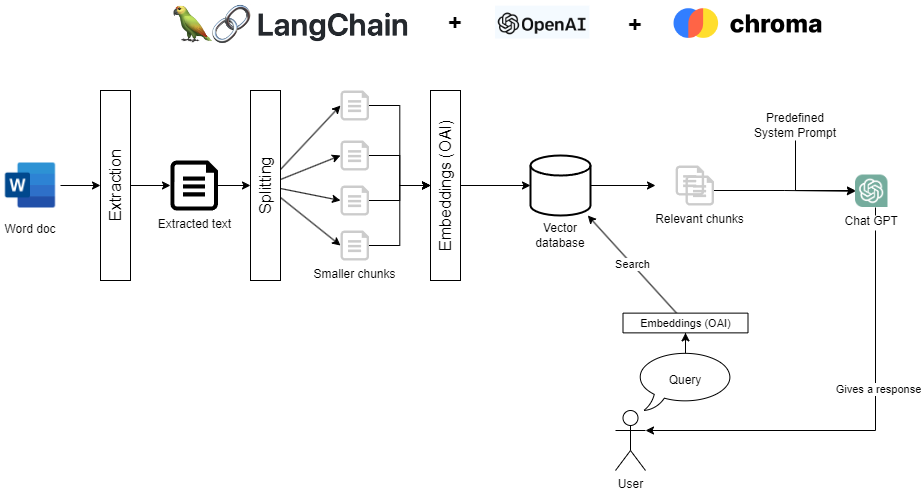 LangChain + OpenAI + chroma
Predefined
System Prompt
W
Extraction
Splitting
Embeddings (OAI)
Word doc
Extracted text
Smaller chunks
Vector
database
Relevant chunks
Chat GPT
Search
Embeddings (OAI)
Query
Gives a response
User